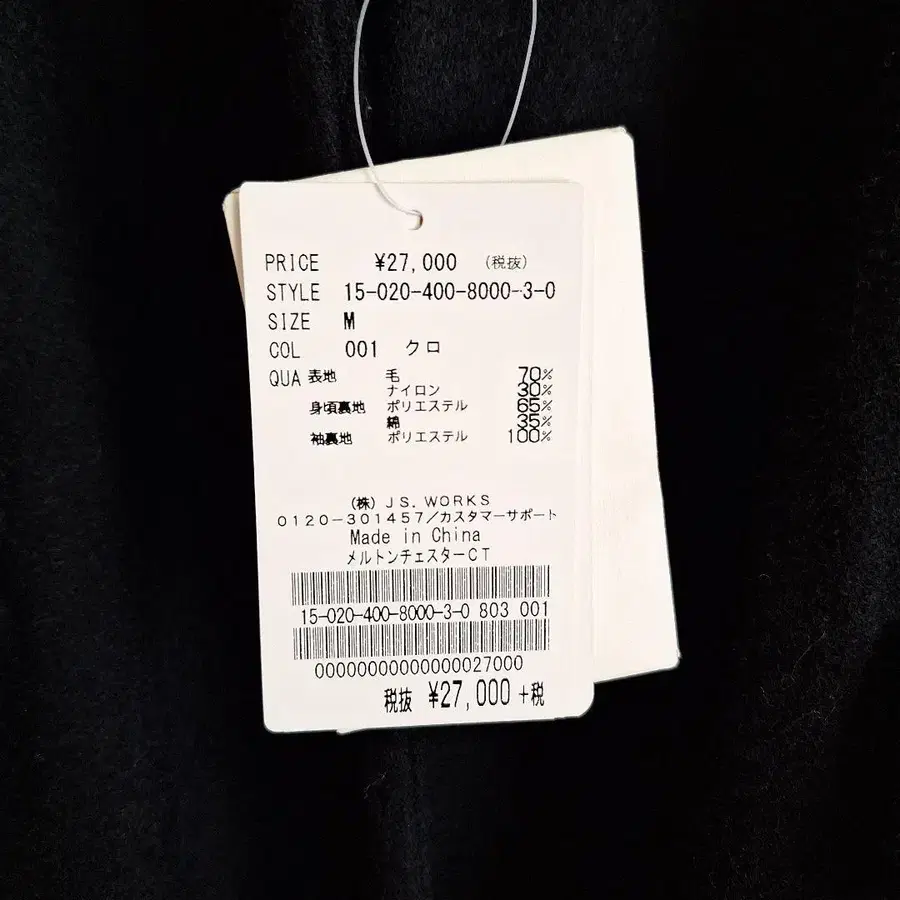 PRICE ¥27,000 (税抜)
STYLE 15-020-400-8000-3-0
SIZE M
COL 001 クロ
QUA 表地 毛 70%
ナイロン 30%
身頃裏地 ポリエステル 65%
綿 35%
袖裏地 ポリエステル 100%
(株)JS.WORKS
0120-301457/カスタマーサポート
Made in China
メルトンチェスターCT
15-020-400-8000-3-0 803 001
00000000000000027000
税抜 ¥27,000+税